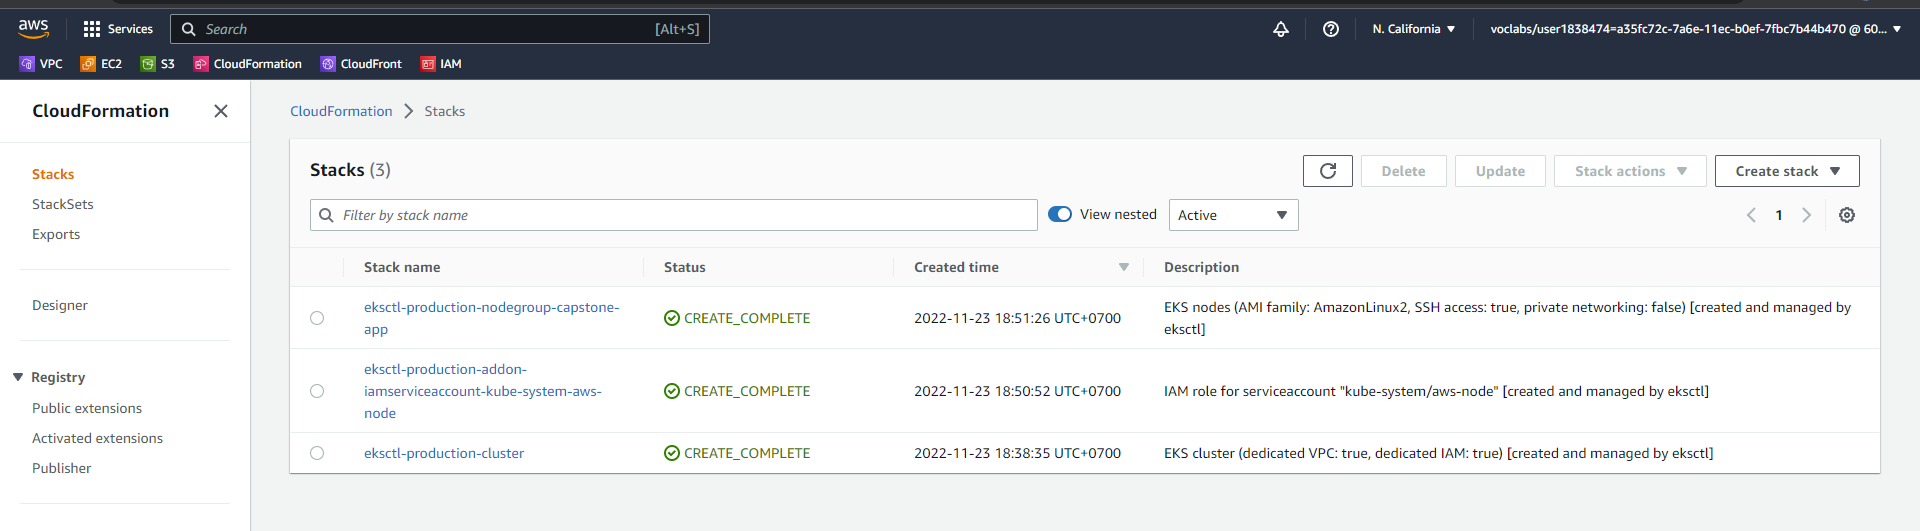 aws
Services
Search
[Alt+S]
N. California
voclabs/user1838474=a35fc72c-7a6e-11ec-b0ef-7fbc7b44b470 @ 60...
VPC
EC2
S3
CloudFormation
CloudFront
IAM
CloudFormation
Stacks
StackSets
Exports
Designer
Registry
Public extensions
Activated extensions
Publisher
CloudFormation
Stacks
Stacks (3)
Delete
Update
Stack actions
Create stack
Filter by stack name
View nested
Active
1
Stack name
Status
Created time
Description
eksctl-production-nodegroup-capstone-
app
CREATE_COMPLETE
2022-11-23 18:51:26 UTC+0700
EKS nodes (AMI family: AmazonLinux2, SSH access: true, private networking: false) [created and managed by
eksctl]
eksctl-production-addon-
iamserviceaccount-kube-system-aws-
node
CREATE_COMPLETE
2022-11-23 18:50:52 UTC+0700
IAM role for serviceaccount "kube-system/aws-node" [created and managed by eksctl]
eksctl-production-cluster
CREATE_COMPLETE
2022-11-23 18:38:35 UTC+0700
EKS cluster (dedicated VPC: true, dedicated IAM: true) [created and managed by eksctl]